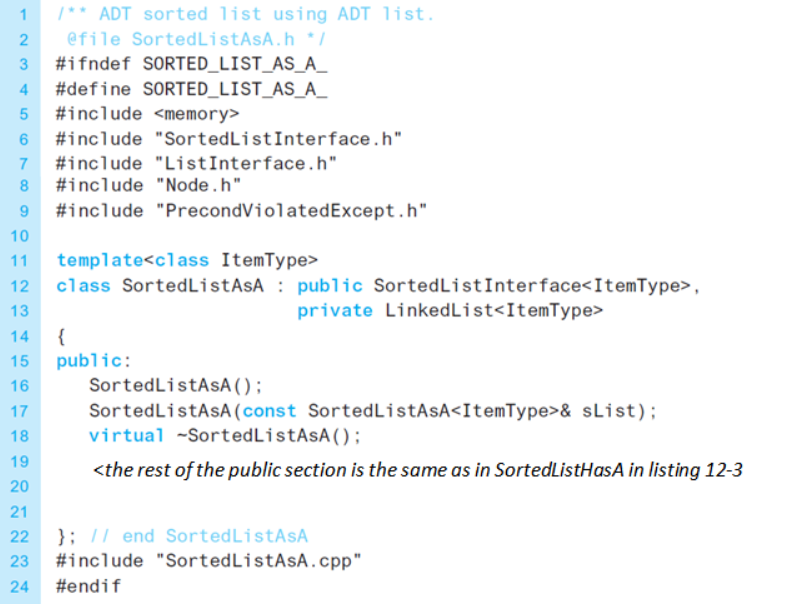 1 /** ADT sorted list using ADT list.
2 @file SortedListAsA.h */
3 #ifndef SORTED_LIST_AS_A_
4 #define SORTED_LIST_AS_A_
5 #include <memory>
6 #include "SortedListInterface.h"
7 #include "ListInterface.h"
8 #include "Node.h"
9 #include "PrecondViolatedExcept.h"
10
11 template<class ItemType>
12 class SortedListAsA : public SortedListInterface<ItemType>,
13 private LinkedList<ItemType>
14 {
15 public:
16 SortedListAsA();
17 SortedListAsA(const SortedListAsA<ItemType>& sList);
18 virtual ~SortedListAsA();
19 <the rest of the public section is the same as in SortedListHasA in listing 12-3
20
21
22 }; // end SortedListAsA
23 #include "SortedListAsA.cpp"
24 #endif